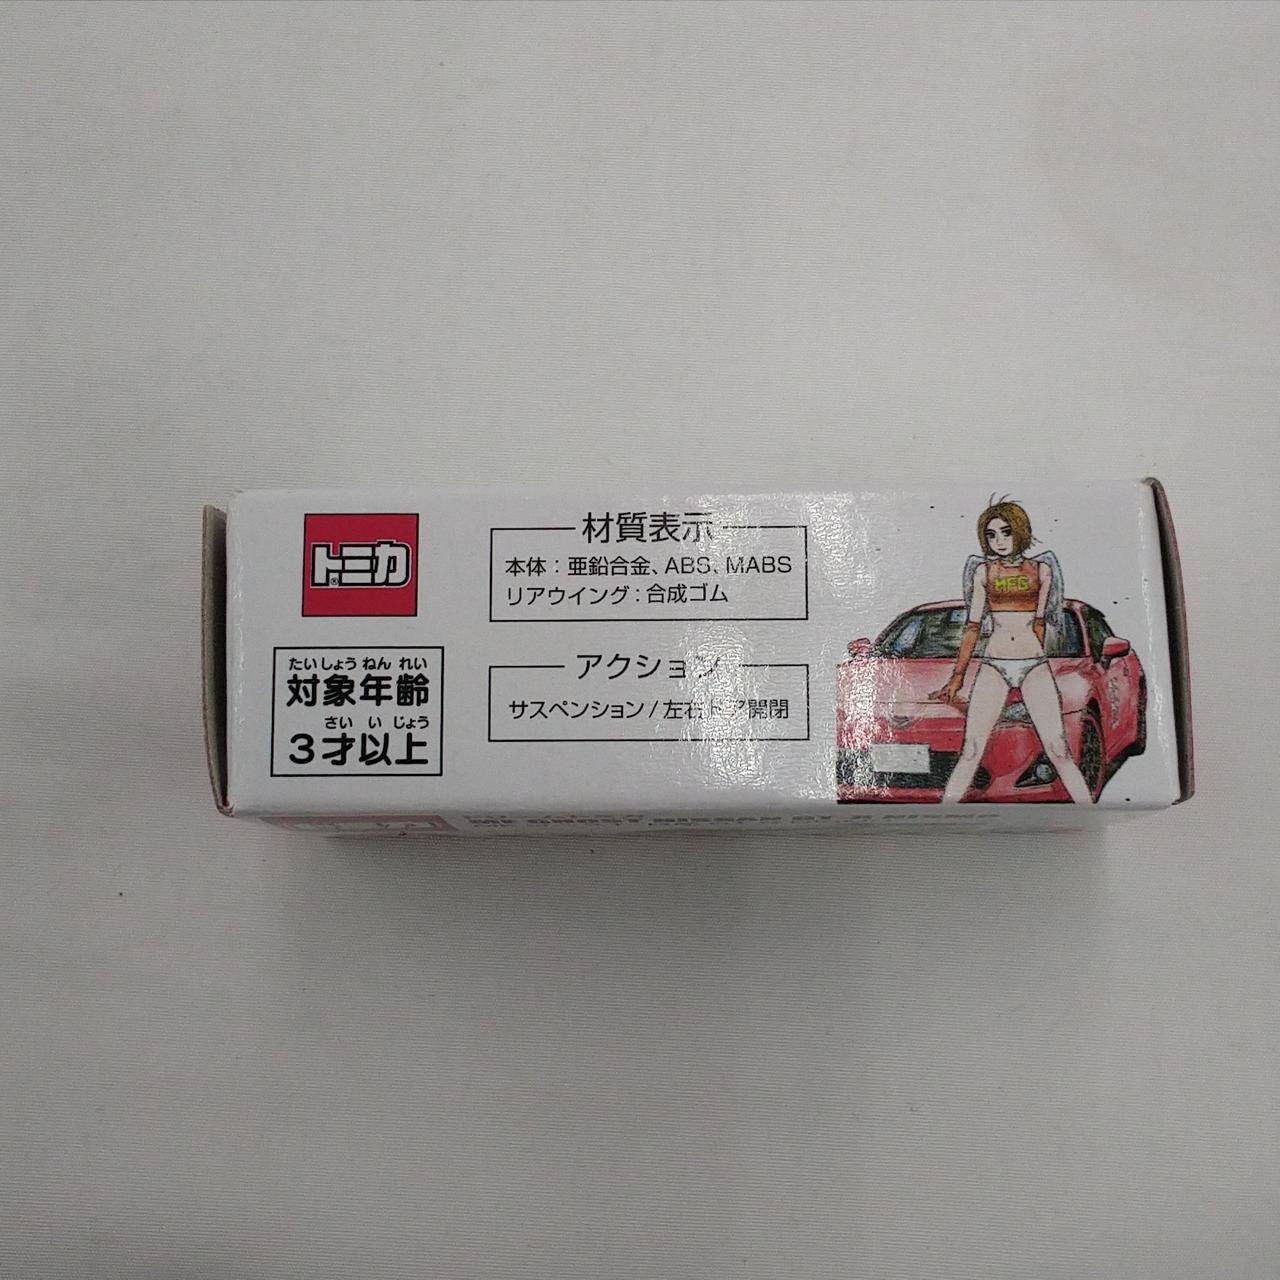 トミカ
たいしょう ねん れい
対象年齢
さい い じょう
3才以上
材質表示
本体：亜鉛合金、ABS、MABS
リアウイング：合成ゴム
アクション
サスペンション/左右ドア開閉
MFG